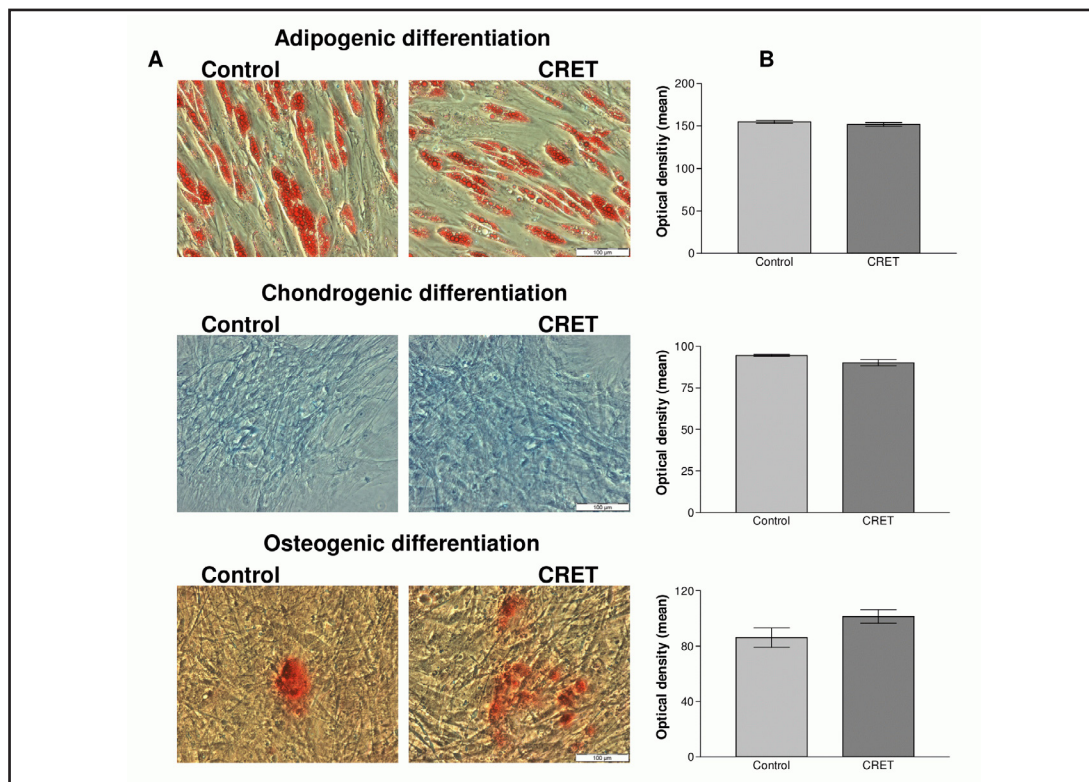 Adipogenic differentiation
A
Control
CRET
100 µm
B
Optical densitiy (mean)
200
150
100
50
0
Control
CRET
Chondrogenic differentiation
Control
CRET
100 µm
Optical density (mean)
100
75
50
25
0
Control
CRET
Osteogenic differentiation
Control
CRET
100 µm
Optical density (mean)
120
80
40
0
Control
CRET